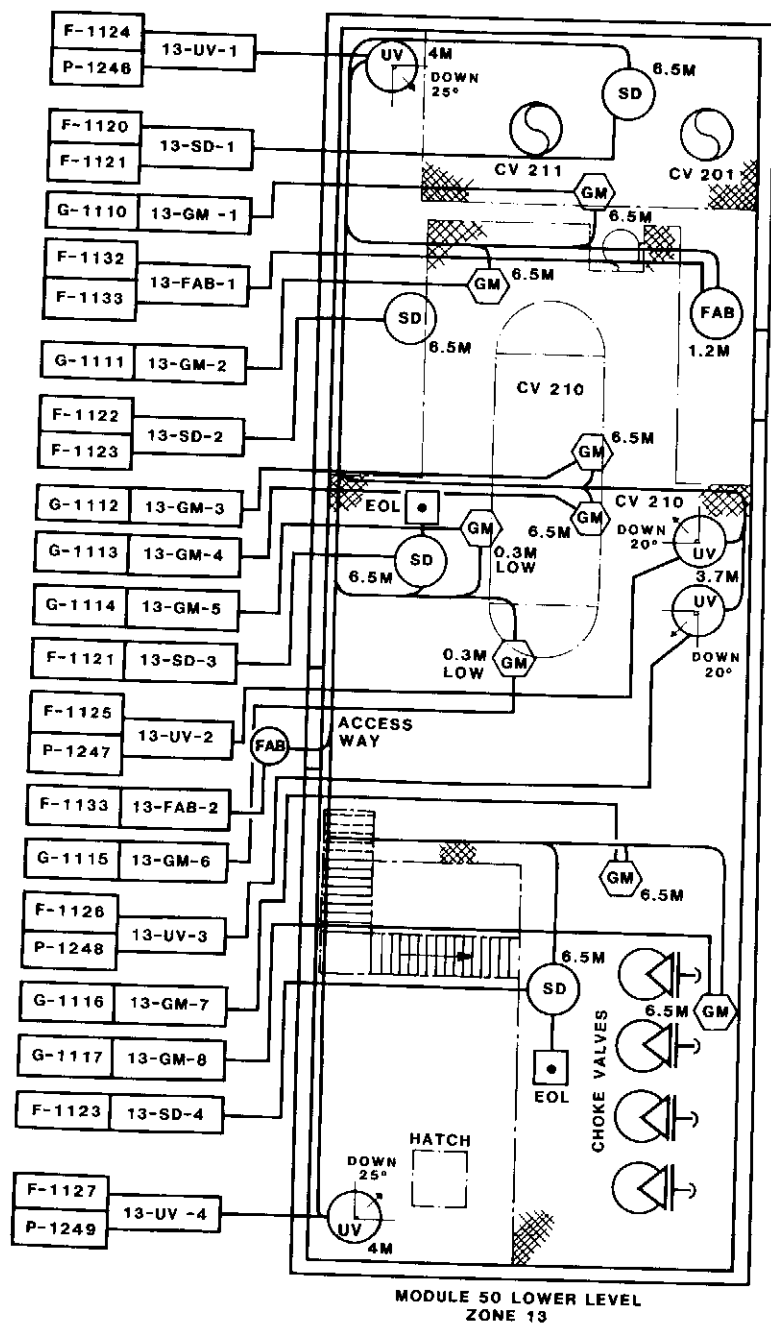 F-1124
P-1246
13-UV-1
F-1120
F-1121
13-SD-1
G-1110
13-GM -1
F-1132
F-1133
13-FAB-1
G-1111
13-GM-2
F-1122
F-1123
13-SD-2
G-1112
13-GM-3
G-1113
13-GM-4
G-1114
13-GM-5
F-1121
13-SD-3
F-1125
P-1247
13-UV-2
F-1133
13-FAB-2
G-1115
13-GM-6
F-1126
P-1248
13-UV-3
G-1116
13-GM-7
G-1117
13-GM-8
F-1123
13-SD-4
F-1127
P-1249
13-UV -4
UV
4M
DOWN
25°
6.5M
SD
CV 211
CV 201
GM
6.5M
6.5M
GM
SD
6.5M
FAB
1.2M
CV 210
6.5M
GM
EOL
CV 210
GM
6.5M
GM
0.3M
LOW
SD
6.5M
DOWN
20°
UV
3.7M
UV
DOWN
20°
0.3M
LOW
GM
ACCESS
WAY
FAB
GM
6.5M
6.5M
SD
EOL
6.5M
GM
CHOKE VALVES
HATCH
DOWN
25°
UV
4M
MODULE 50 LOWER LEVEL
ZONE 13